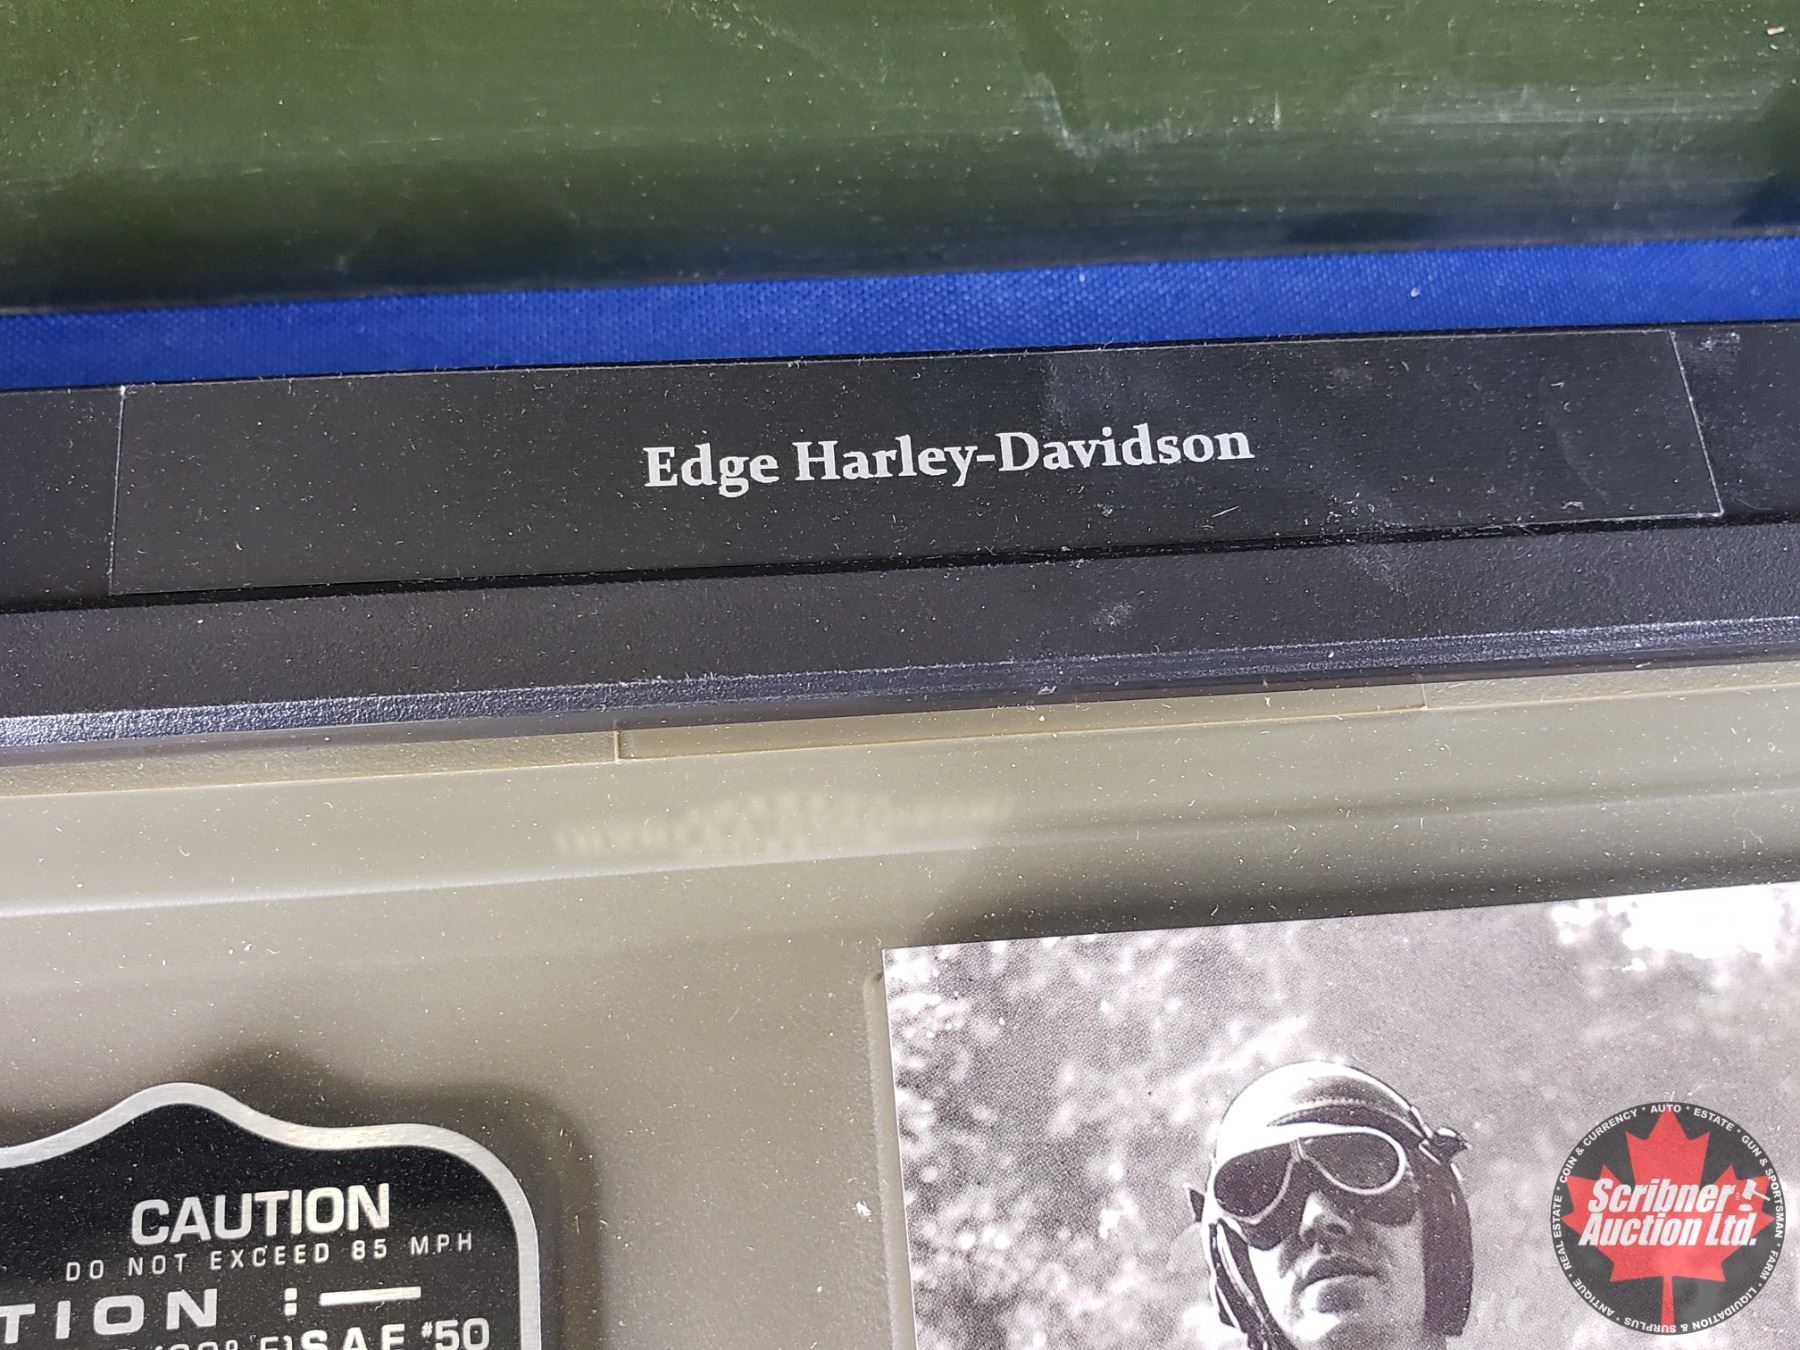 Edge Harley-Davidson
CAUTION
DO NOT EXCEED 85 MPH
TION : —
SAE #50
COIN & CURRENCY * AUTO * ESTATE * GUN & SPORTSMAN * FARM * LIQUIDATION & SURPLUS * ANTIQUE * REAL ESTATE *
Scribner
Auction Ltd.